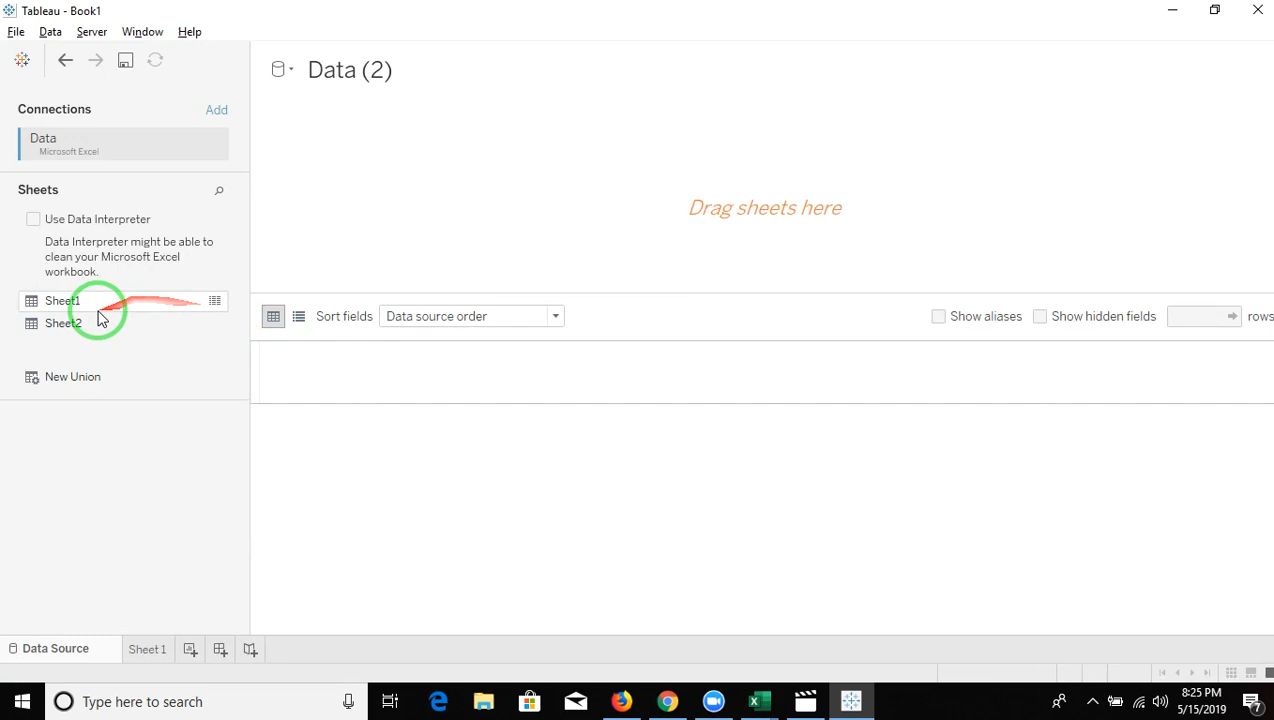 Tableau - Book1
File Data Server Window Help
Data (2)
Connections Add
Data
Microsoft Excel
Sheets
Use Data Interpreter
Data Interpreter might be able to
clean your Microsoft Excel
workbook.
Sheet1
Sheet2
New Union
Drag sheets here
Sort fields Data source order Show aliases Show hidden fields rows
Data Source Sheet 1
Type here to search
8:25 PM
5/15/2019
7